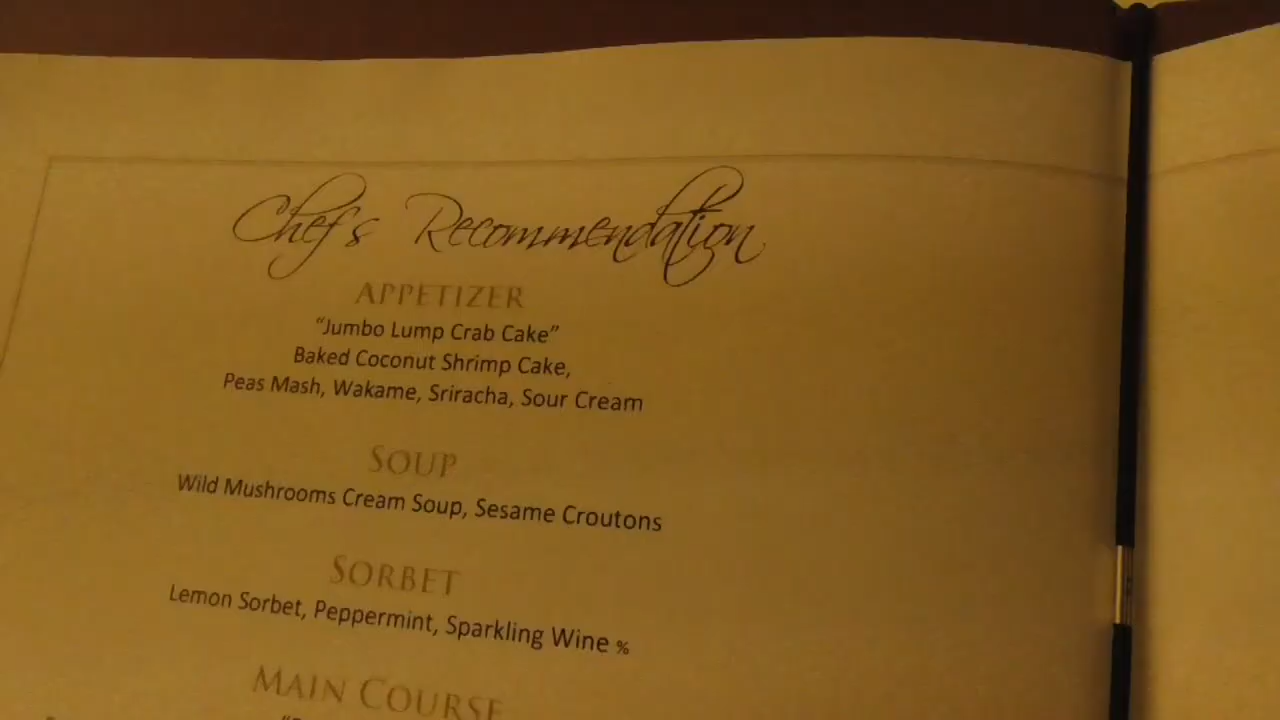 Chef's Recommendation
APPETIZER
“Jumbo Lump Crab Cake”
Baked Coconut Shrimp Cake,
Peas Mash, Wakame, Sriracha, Sour Cream
SOUP
Wild Mushrooms Cream Soup, Sesame Croutons
SORBET
Lemon Sorbet, Peppermint, Sparkling Wine %
MAIN COURSE